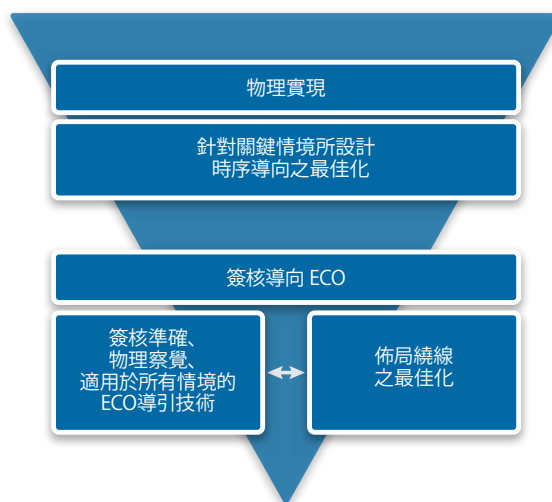 物理實現
針對關鍵情境所設計
時序導向之最佳化
簽核導向 ECO
簽核準確、
物理察覺、
適用於所有情境的
ECO導引技術
佈局繞線
之最佳化